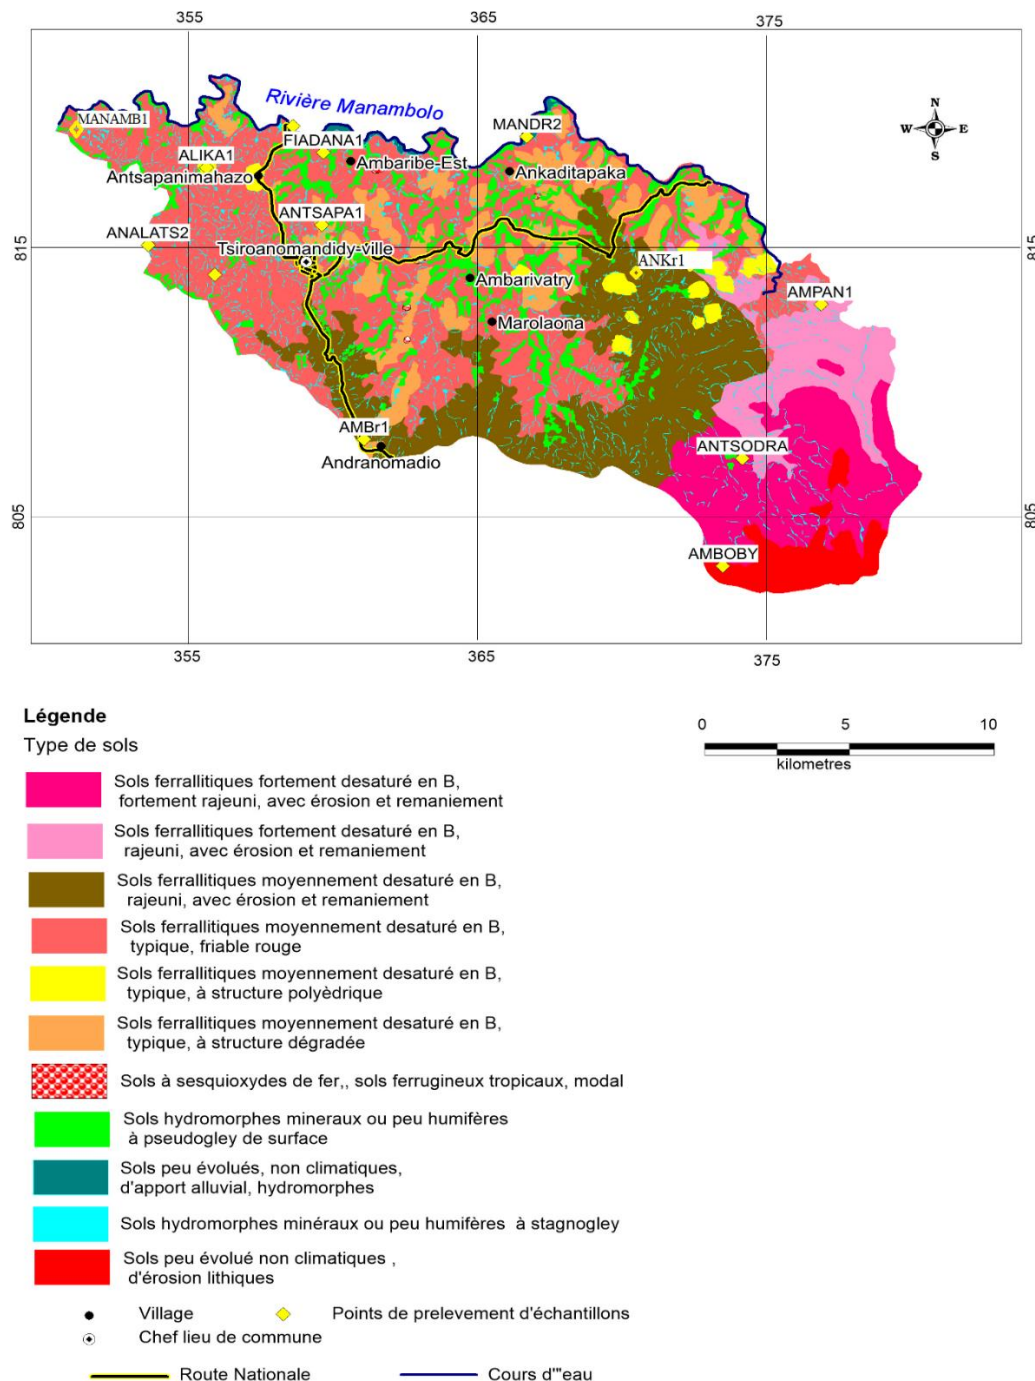 355
365
375
Rivière Manambolo
MANAMB1
FIADANA1
MANDR2
N
W E
S
ALIKA1
Ambaribe-Est
Ankaditapaka
Antsapanimahazo
ANTSAPA1
ANALATS2
Tsiroanomandidy-ville
815
815
ANKr1
Ambarivatry
AMPAN1
Marolaona
AMBr1
Andranomadio
ANTSODRA
805
805
AMBOBY
355
365
375
Légende
Type de sols
0 5 10
kilometres
Sols ferrallitiques fortement desaturé en B,
fortement rajeuni, avec érosion et remaniement
Sols ferrallitiques fortement desaturé en B,
rajeuni, avec érosion et remaniement
Sols ferrallitiques moyennement desaturé en B,
rajeuni, avec érosion et remaniement
Sols ferrallitiques moyennement desaturé en B,
typique, friable rouge
Sols ferrallitiques moyennement desaturé en B,
typique, à structure polyèdrique
Sols ferrallitiques moyennement desaturé en B,
typique, à structure dégradée
Sols à sesquioxydes de fer,, sols ferrugineux tropicaux, modal
Sols hydromorphes mineraux ou peu humifères
à pseudogley de surface
Sols peu évolués, non climatiques,
d'apport alluvial, hydromorphes
Sols hydromorphes minéraux ou peu humifères à stagnogley
Sols peu évolué non climatiques ,
d'érosion lithiques
Village
Points de prelevement d'échantillons
Chef lieu de commune
Route Nationale
Cours d'"eau